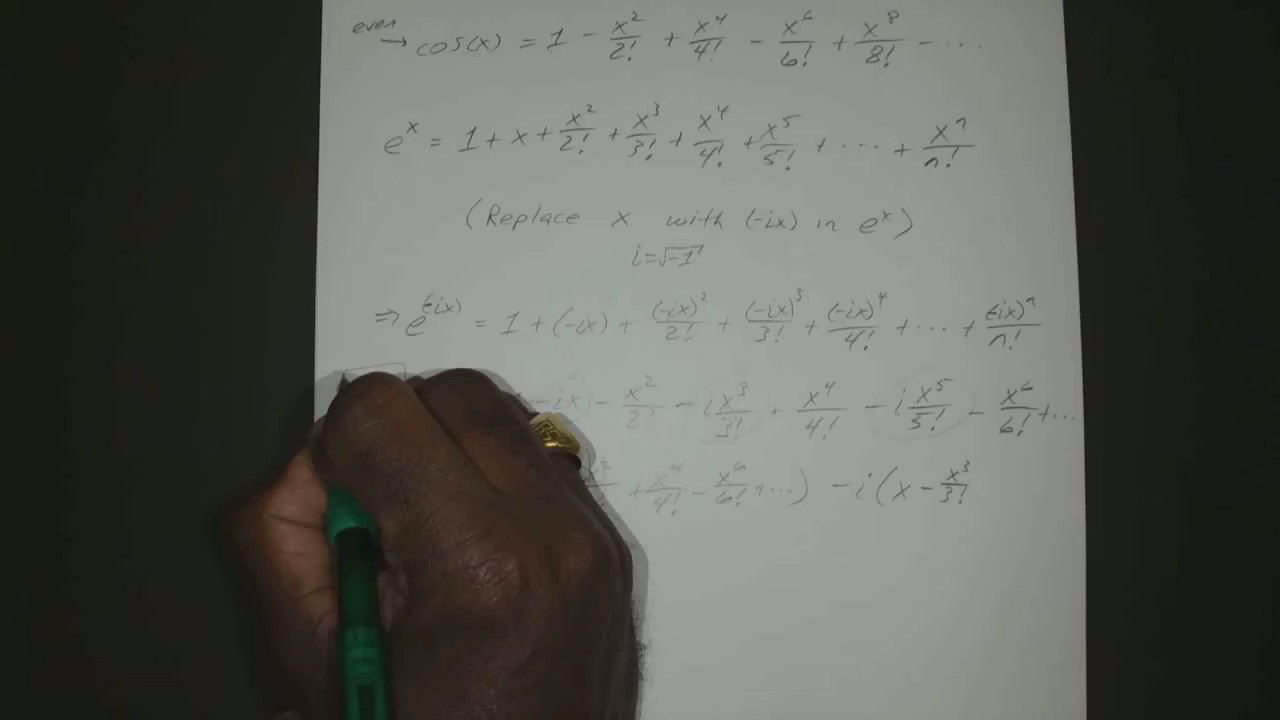 even
→ cos(x) = 1 - x²/2! + x⁴/4! - x⁶/6! + x⁸/8! - ...
eˣ = 1 + x + x²/2! + x³/3! + x⁴/4! + x⁵/5! + ... + xⁿ/n!
(Replace x with (-ix) in eˣ)
i = √-1
⇒ e^(-ix) = 1 + (-ix) + (-ix)²/2! + (-ix)³/3! + (-ix)⁴/4! + ... + (-ix)ⁿ/n!
- ix) - x²/2! - i x³/3! + x⁴/4! - i x⁵/5! - x⁶/6! + ...
+ x⁴/4! - x⁶/6! + ...) - i(x - x³/3!